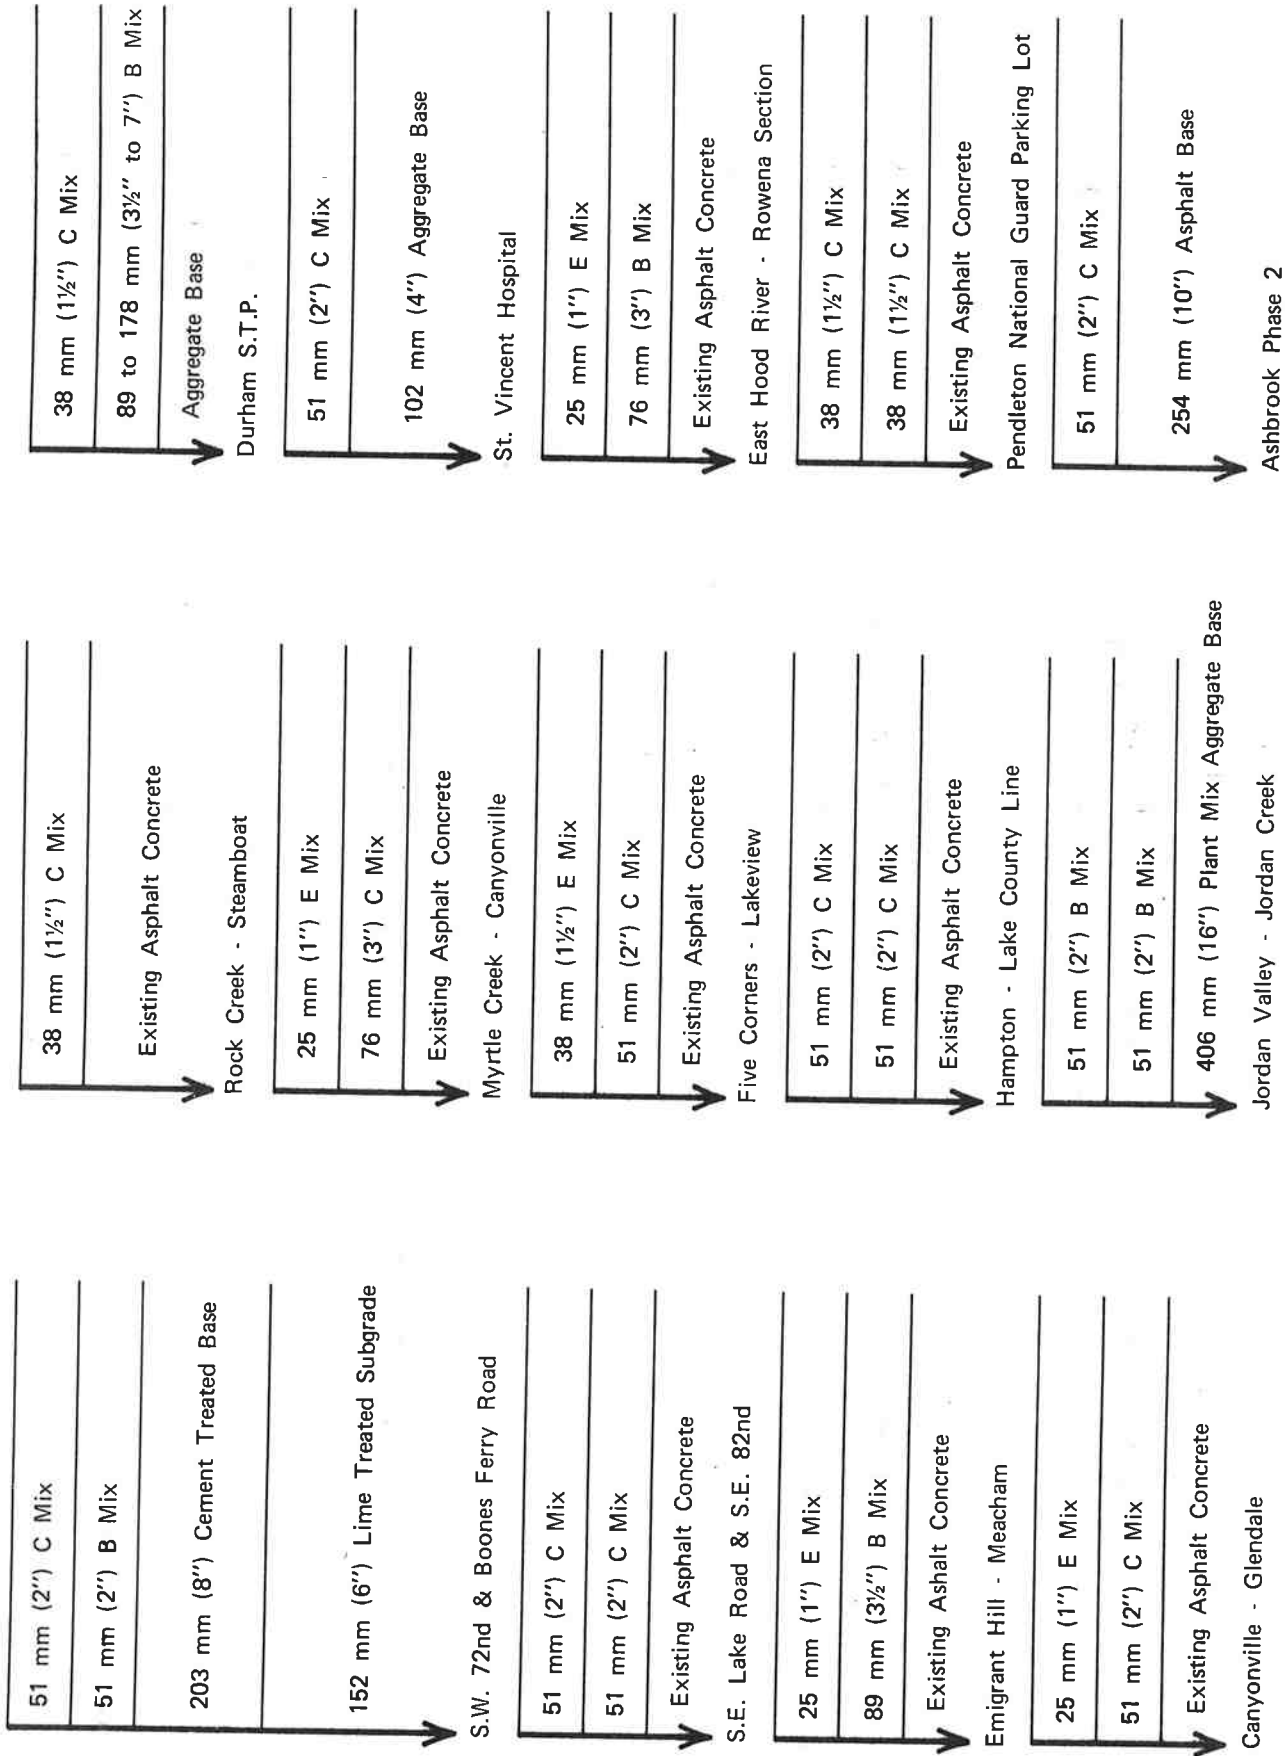 51 mm (2") C Mix
51 mm (2") B Mix
203 mm (8") Cement Treated Base
152 mm (6") Lime Treated Subgrade
S.W. 72nd & Boones Ferry Road
51 mm (2") C Mix
51 mm (2") C Mix
Existing Asphalt Concrete
S.E. Lake Road & S.E. 82nd
25 mm (1") E Mix
89 mm (3½") B Mix
Existing Ashalt Concrete
Emigrant Hill - Meacham
25 mm (1") E Mix
51 mm (2") C Mix
Existing Asphalt Concrete
Canyonville - Glendale
38 mm (1½") C Mix
Existing Asphalt Concrete
Rock Creek - Steamboat
25 mm (1") E Mix
76 mm (3") C Mix
Existing Asphalt Concrete
Myrtle Creek - Canyonville
38 mm (1½") E Mix
51 mm (2") C Mix
Existing Asphalt Concrete
Five Corners - Lakeview
51 mm (2") C Mix
51 mm (2") C Mix
Existing Asphalt Concrete
Hampton - Lake County Line
51 mm (2") B Mix
51 mm (2") B Mix
406 mm (16") Plant Mix Aggregate Base
Jordan Valley - Jordan Creek
38 mm (1½") C Mix
89 to 178 mm (3½" to 7") B Mix
Aggregate Base
Durham S.T.P.
51 mm (2") C Mix
102 mm (4") Aggregate Base
St. Vincent Hospital
25 mm (1") E Mix
76 mm (3") B Mix
Existing Asphalt Concrete
East Hood River - Rowena Section
38 mm (1½") C Mix
38 mm (1½") C Mix
Existing Asphalt Concrete
Pendleton National Guard Parking Lot
51 mm (2") C Mix
254 mm (10") Asphalt Base
Ashbrook Phase 2